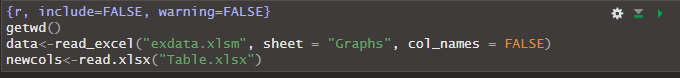 {r, include=FALSE, warning=FALSE}
getwd()
data<-read_excel("exdata.xlsm", sheet = "Graphs", col_names = FALSE)
newcols<-read.xlsx("Table.xlsx")